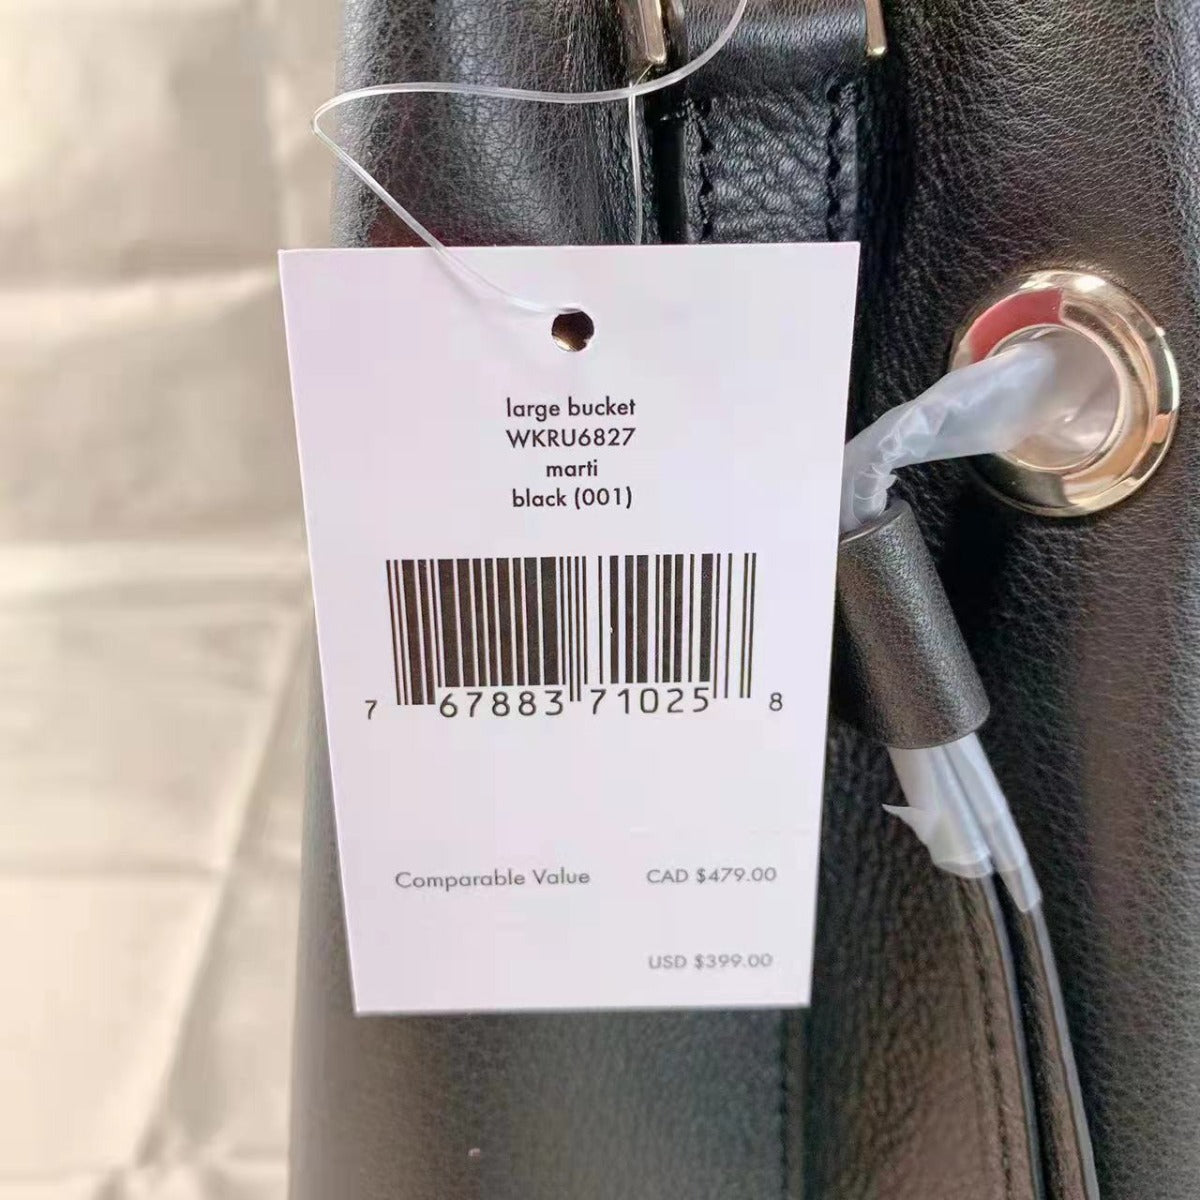 large bucket
WKRU6827
marti
black (001)
7 67883 71025 8
Comparable Value CAD $479.00
USD $399.00